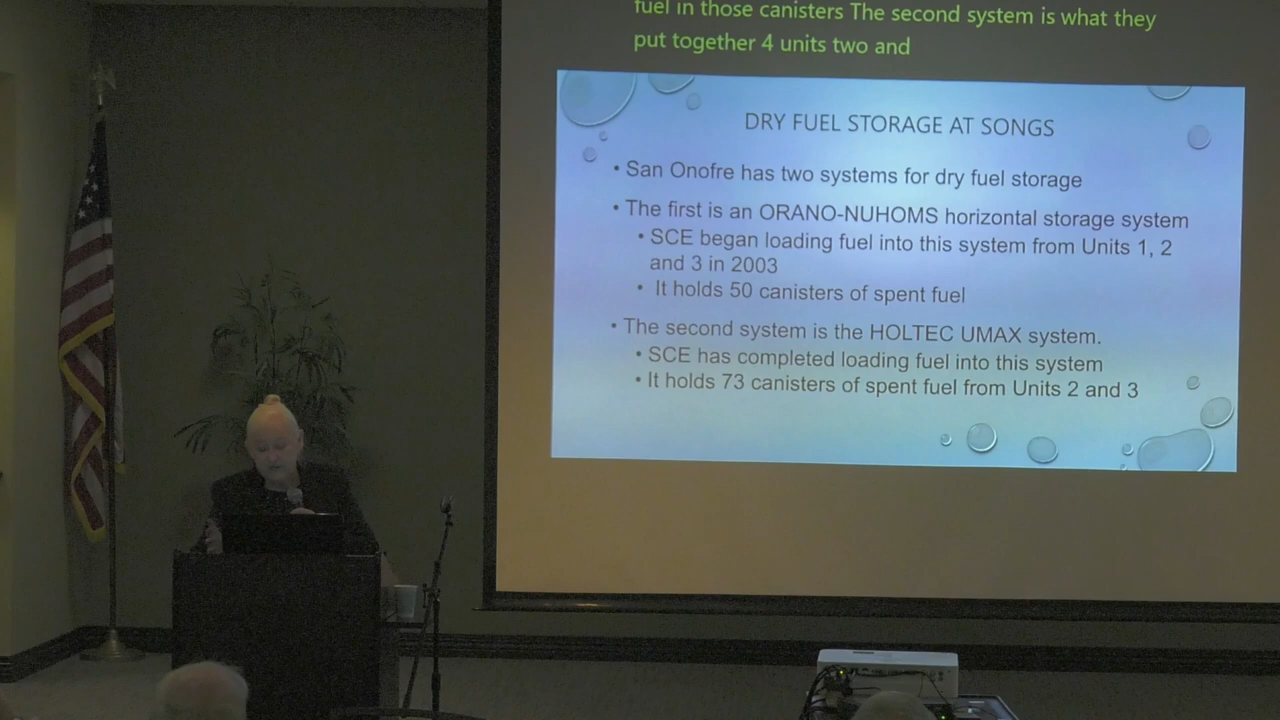 fuel in those canisters The second system is what they
put together 4 units two and
DRY FUEL STORAGE AT SONGS
• San Onofre has two systems for dry fuel storage
• The first is an ORANO-NUHOMS horizontal storage system
• SCE began loading fuel into this system from Units 1, 2
and 3 in 2003
• It holds 50 canisters of spent fuel
• The second system is the HOLTEC UMAX system.
• SCE has completed loading fuel into this system
• It holds 73 canisters of spent fuel from Units 2 and 3